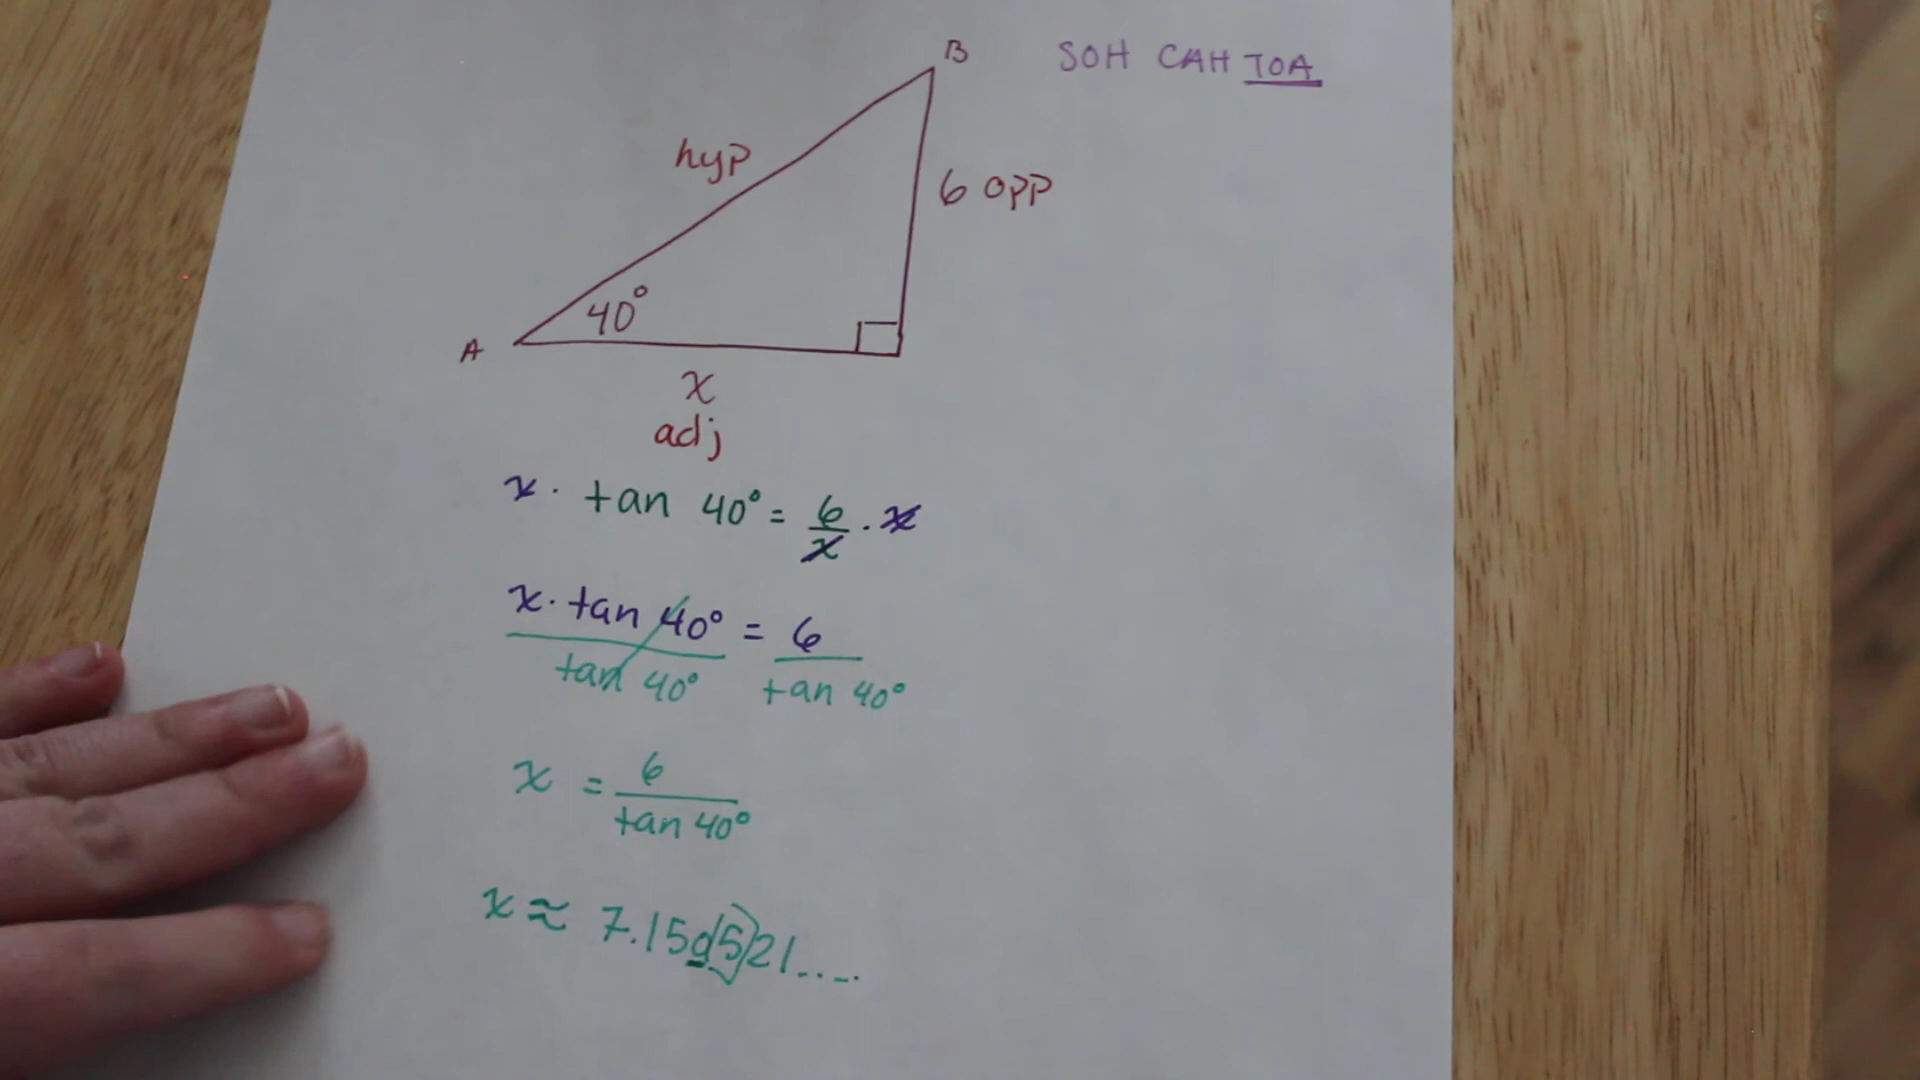 B
SOH CAH TOA
hyp
6 opp
40°
A
x
adj
x · tan 40° = 6/x · x
x · tan 40° / tan 40° = 6 / tan 40°
x = 6 / tan 40°
x ≈ 7.150521....